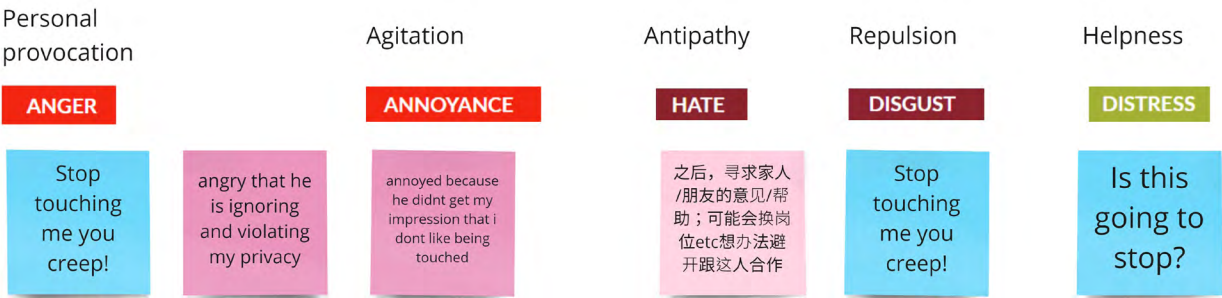 Personal
provocation
Agitation
Antipathy
Repulsion
Helpness
ANGER
ANNOYANCE
HATE
DISGUST
DISTRESS
Stop
touching
me you
creep!
angry that he
is ignoring
and violating
my privacy
annoyed because
he didnt get my
impression that i
dont like being
touched
之后，寻求家人
/朋友的意见/帮
助；可能会换岗
位etc想办法避
开跟这人合作
Stop
touching
me you
creep!
Is this
going to
stop?